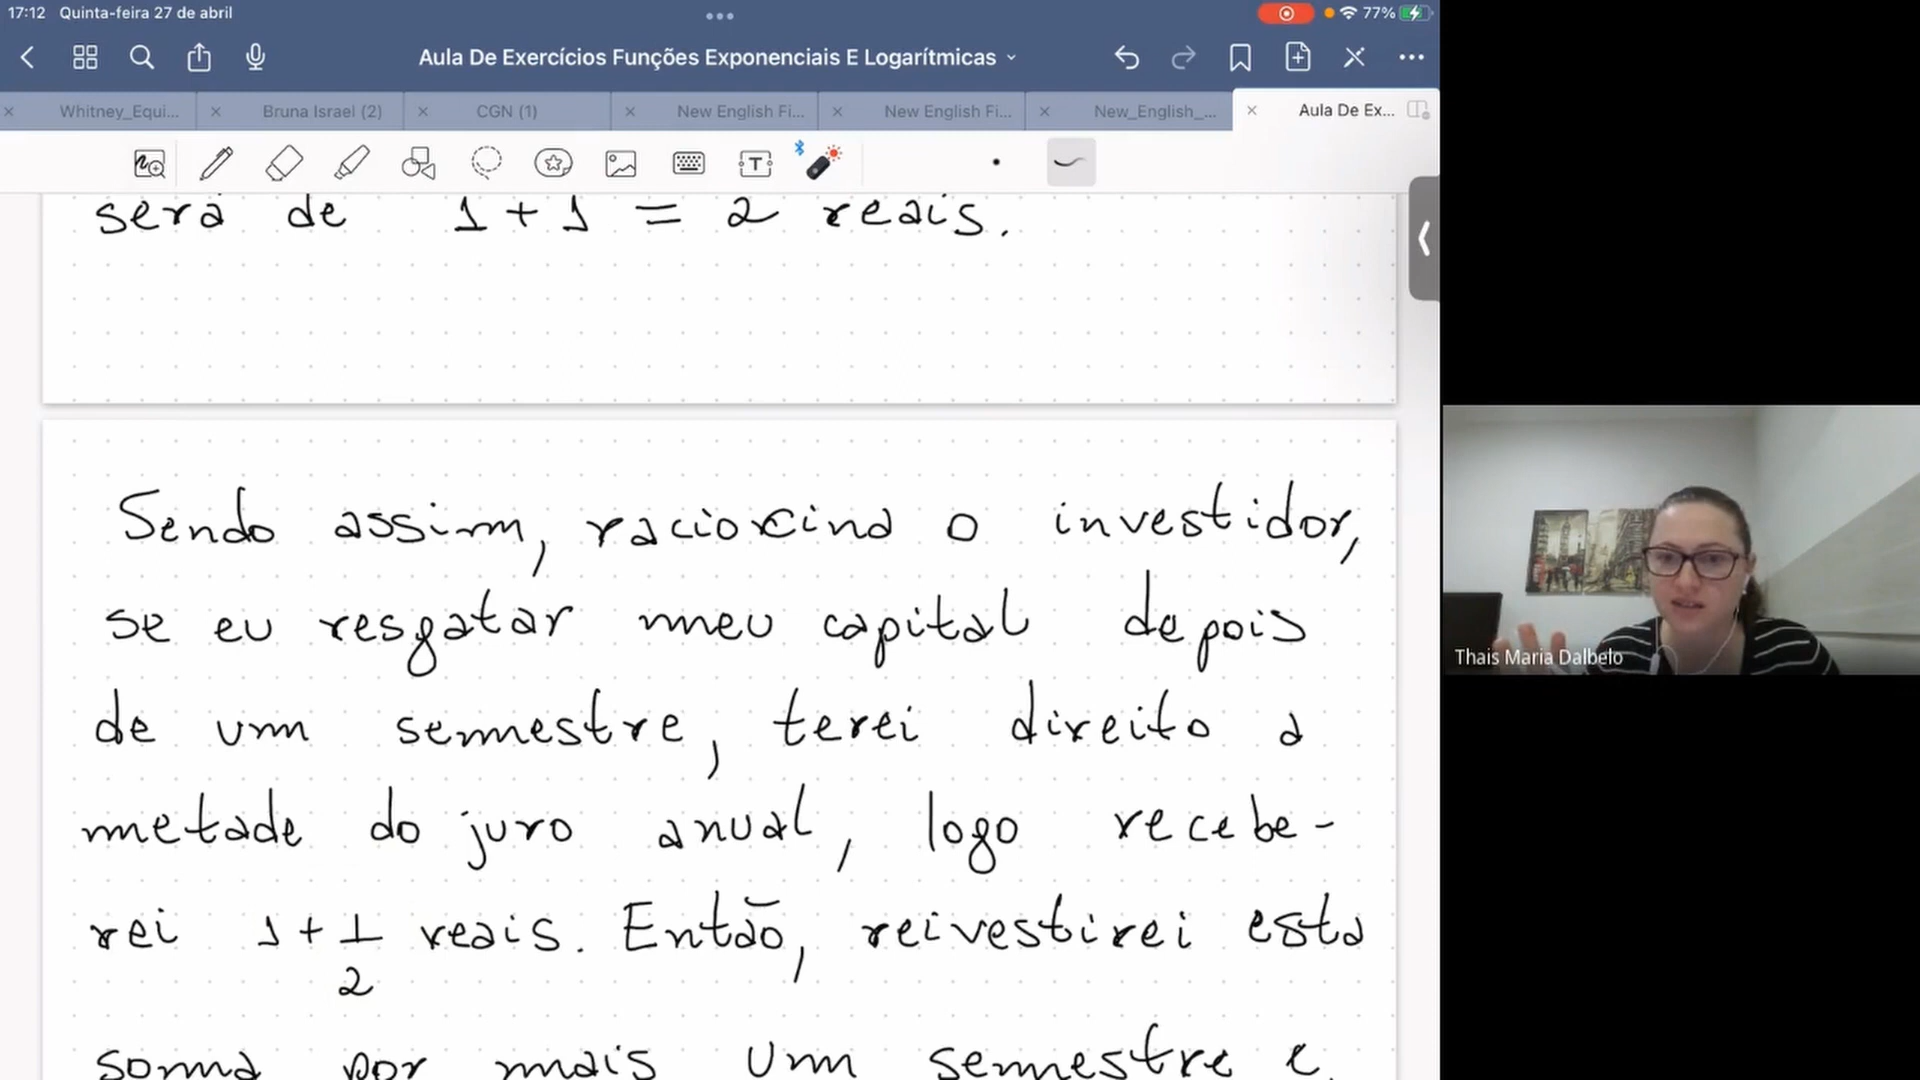 17:12 Quinta-feira 27 de abril
77%
Aula De Exercícios Funções Exponenciais E Logarítmicas
Whitney_Equi...
Bruna Israel (2)
CGN (1)
New English Fi...
New English Fi...
New_English_...
Aula De Ex...
será de 1 + 1 = 2 reais.
Sendo assim, raciocina o investidor,
se eu resgatar meu capital depois
de um semestre, terei direito a
metade do juro anual, logo recebe-
rei 1 + 1/2 reais. Então, reivestirei esta
soma por mais um semestre e
Thais Maria Dalbelo